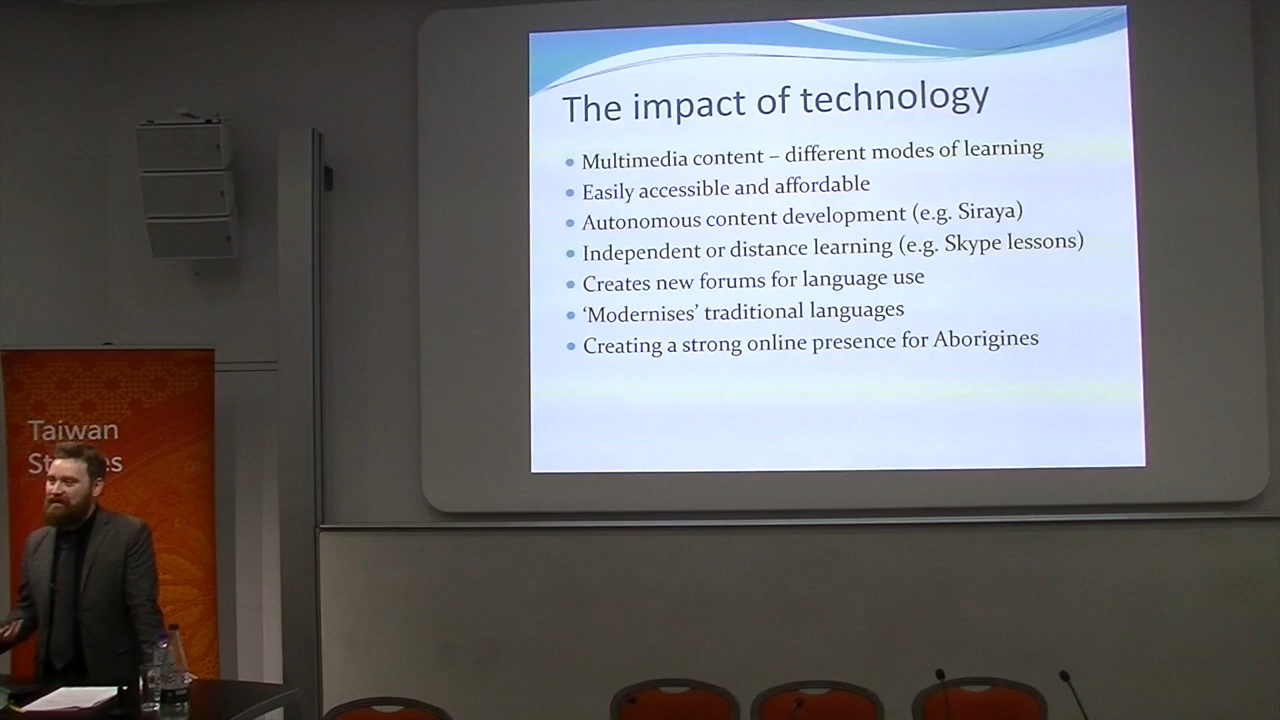 The impact of technology
Multimedia content – different modes of learning
Easily accessible and affordable
Autonomous content development (e.g. Siraya)
Independent or distance learning (e.g. Skype lessons)
Creates new forums for language use
‘Modernises’ traditional languages
Creating a strong online presence for Aborigines
Taiwan